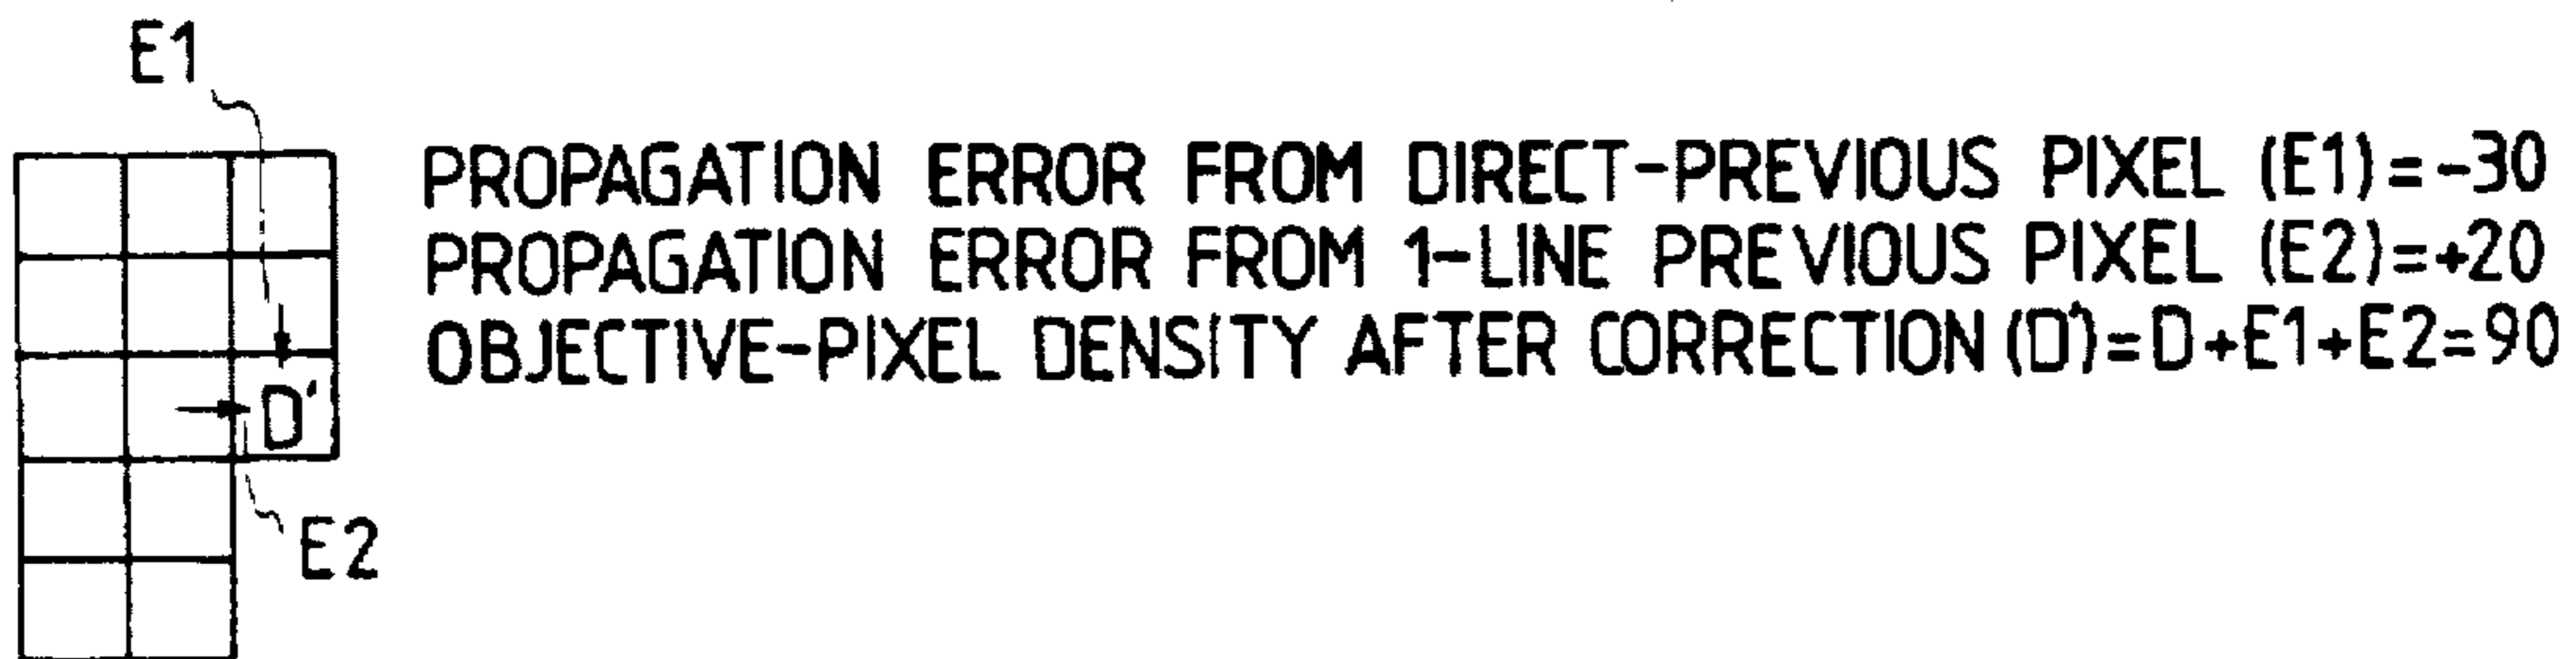 E1
PROPAGATION ERROR FROM DIRECT-PREVIOUS PIXEL (E1)=-30
PROPAGATION ERROR FROM 1-LINE PREVIOUS PIXEL (E2)=+20
OBJECTIVE-PIXEL DENSITY AFTER CORRECTION (D')=D+E1+E2=90
D'
E2